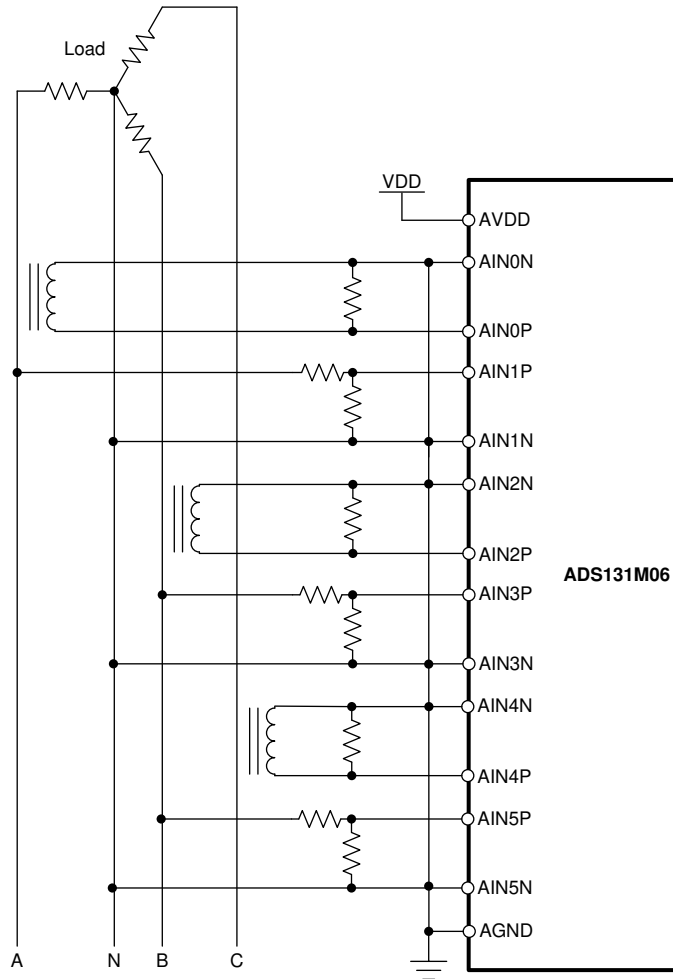 Load
VDD
AVDD
AIN0N
AIN0P
AIN1P
AIN1N
AIN2N
AIN2P
ADS131M06
AIN3P
AIN3N
AIN4N
AIN4P
AIN5P
AIN5N
AGND
A N B C